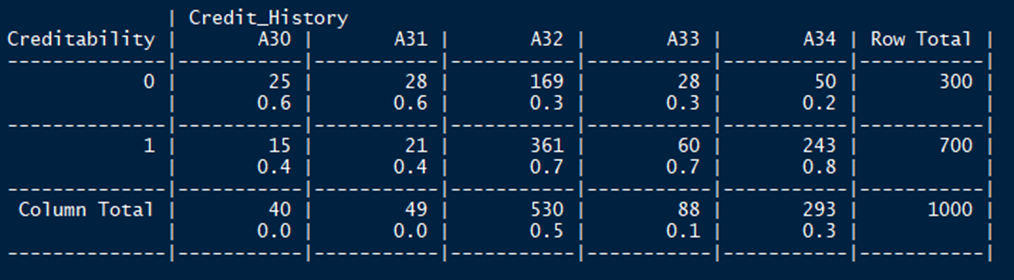 | Credit_History
Creditability | A30 | A31 | A32 | A33 | A34 | Row Total |
--------------|-----------|-----------|-----------|-----------|-----------|-----------|
0 | 25 | 28 | 169 | 28 | 50 | 300 |
| 0.6 | 0.6 | 0.3 | 0.3 | 0.2 | |
--------------|-----------|-----------|-----------|-----------|-----------|-----------|
1 | 15 | 21 | 361 | 60 | 243 | 700 |
| 0.4 | 0.4 | 0.7 | 0.7 | 0.8 | |
--------------|-----------|-----------|-----------|-----------|-----------|-----------|
Column Total | 40 | 49 | 530 | 88 | 293 | 1000 |
| 0.0 | 0.0 | 0.5 | 0.1 | 0.3 | |
--------------|-----------|-----------|-----------|-----------|-----------|-----------|